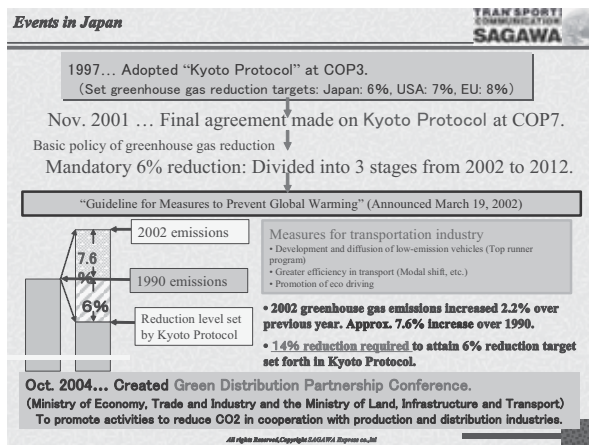 Events in Japan
TRANSPORT
COMMUNICATION
SAGAWA
1997... Adopted “Kyoto Protocol” at COP3.
(Set greenhouse gas reduction targets: Japan: 6%, USA: 7%, EU: 8%)
Nov. 2001 ... Final agreement made on Kyoto Protocol at COP7.
Basic policy of greenhouse gas reduction
Mandatory 6% reduction: Divided into 3 stages from 2002 to 2012.
“Guideline for Measures to Prevent Global Warming” (Announced March 19, 2002)
2002 emissions
7.6
%
1990 emissions
6%
Reduction level set
by Kyoto Protocol
Measures for transportation industry
• Development and diffusion of low-emission vehicles (Top runner
program)
• Greater efficiency in transport (Modal shift, etc.)
• Promotion of eco driving
• 2002 greenhouse gas emissions increased 2.2% over
previous year. Approx. 7.6% increase over 1990.
• 14% reduction required to attain 6% reduction target
set forth in Kyoto Protocol.
Oct. 2004... Created Green Distribution Partnership Conference.
(Ministry of Economy, Trade and Industry and the Ministry of Land, Infrastructure and Transport)
To promote activities to reduce CO2 in cooperation with production and distribution industries.
All rights Reserved,Copyright SAGAWA Express co.,ltd